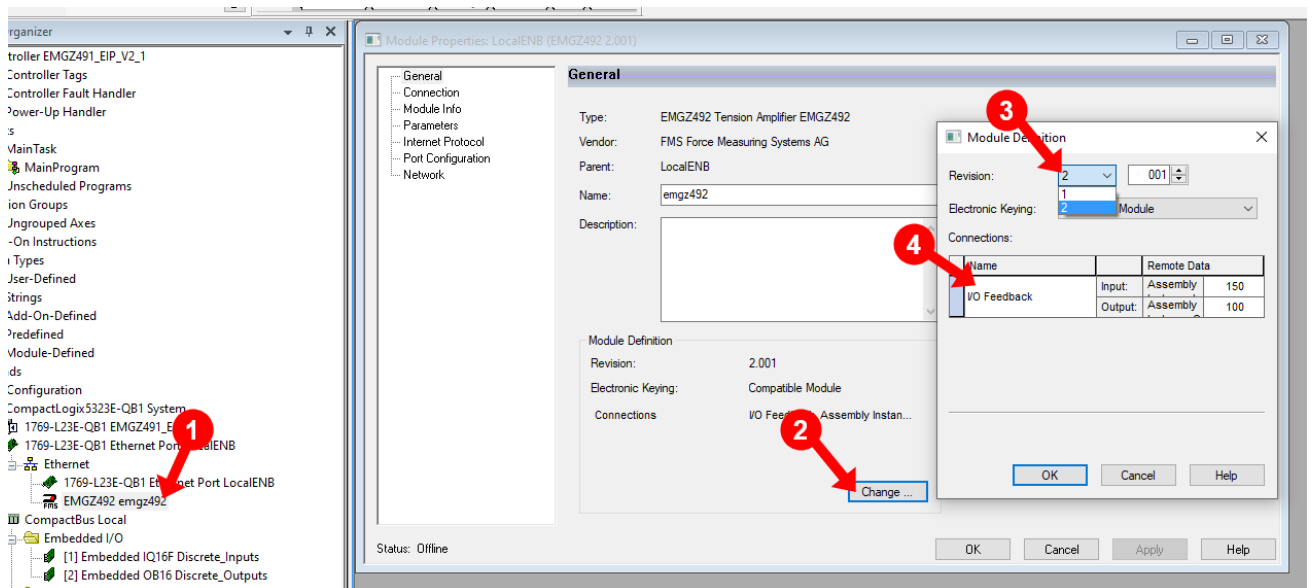 rganizer
troller EMGZ491_EIP_V2_1
Controller Tags
Controller Fault Handler
Power-Up Handler
s
MainTask
MainProgram
Unscheduled Programs
ion Groups
Ungrouped Axes
-On Instructions
Types
User-Defined
Strings
Add-On-Defined
Predefined
Module-Defined
ds
Configuration
CompactLogix5323E-QB1 System
1769-L23E-QB1 EMGZ491_E
1769-L23E-QB1 Ethernet Port LocalENB
Ethernet
1769-L23E-QB1 Ethernet Port LocalENB
EMGZ492 emgz492
CompactBus Local
Embedded I/O
[1] Embedded IQ16F Discrete_Inputs
[2] Embedded OB16 Discrete_Outputs
1
Module Properties: LocalENB (EMGZ492 2.001)
General
Connection
Module Info
Parameters
Internet Protocol
Port Configuration
Network
General
Type: EMGZ492 Tension Amplifier EMGZ492
Vendor: FMS Force Measuring Systems AG
Parent: LocalENB
Name: emgz492
Description:
Module Definition
Revision: 2.001
Electronic Keying: Compatible Module
Connections I/O Feedback Assembly Instan...
2
Change ...
Status: Offline
OK Cancel Apply Help
3
Module Definition
Revision: 2 001
1
2
Electronic Keying: Module
Connections:
4
Name Remote Data
I/O Feedback
Input: Assembly 150
Output: Assembly 100
OK Cancel Help